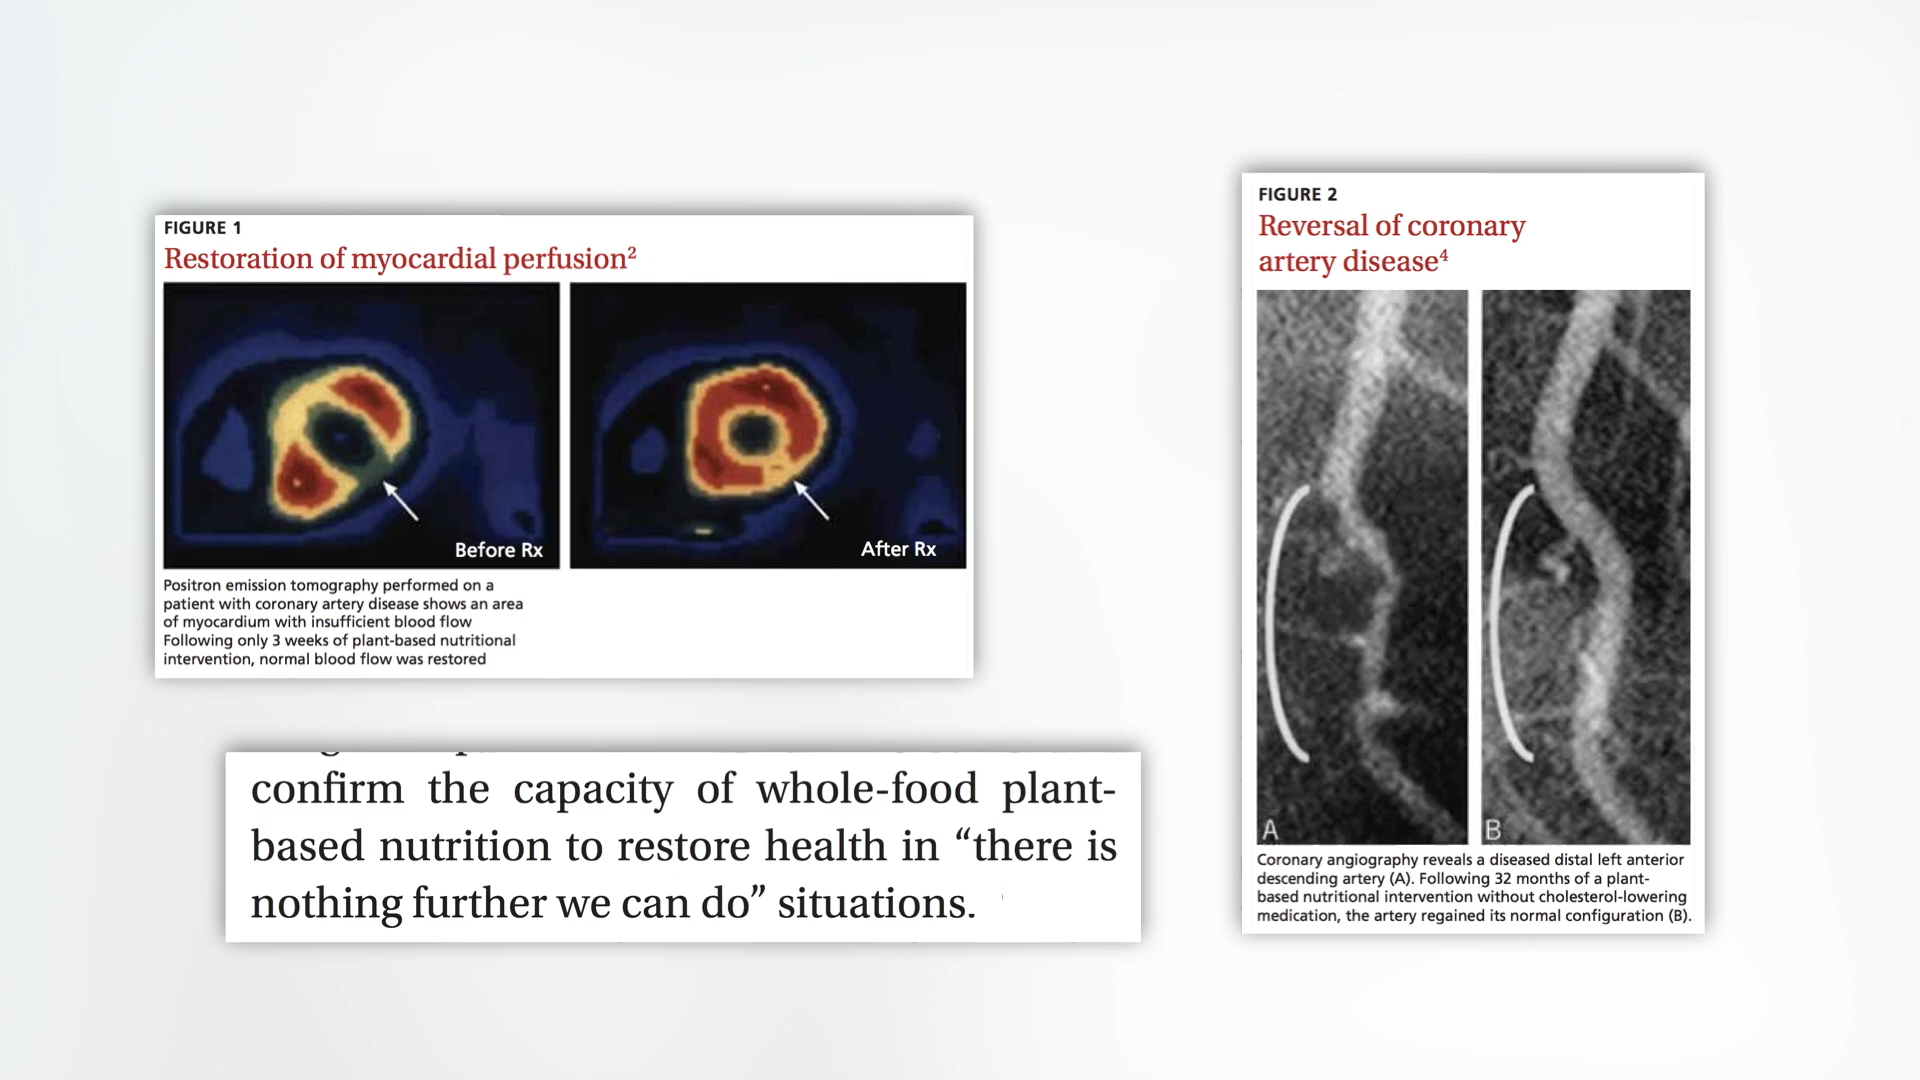 FIGURE 1
Restoration of myocardial perfusion²
Before Rx
After Rx
Positron emission tomography performed on a
patient with coronary artery disease shows an area
of myocardium with insufficient blood flow
Following only 3 weeks of plant-based nutritional
intervention, normal blood flow was restored
confirm the capacity of whole-food plant-
based nutrition to restore health in “there is
nothing further we can do” situations.
FIGURE 2
Reversal of coronary
artery disease⁴
A
B
Coronary angiography reveals a diseased distal left anterior
descending artery (A). Following 32 months of a plant-
based nutritional intervention without cholesterol-lowering
medication, the artery regained its normal configuration (B).